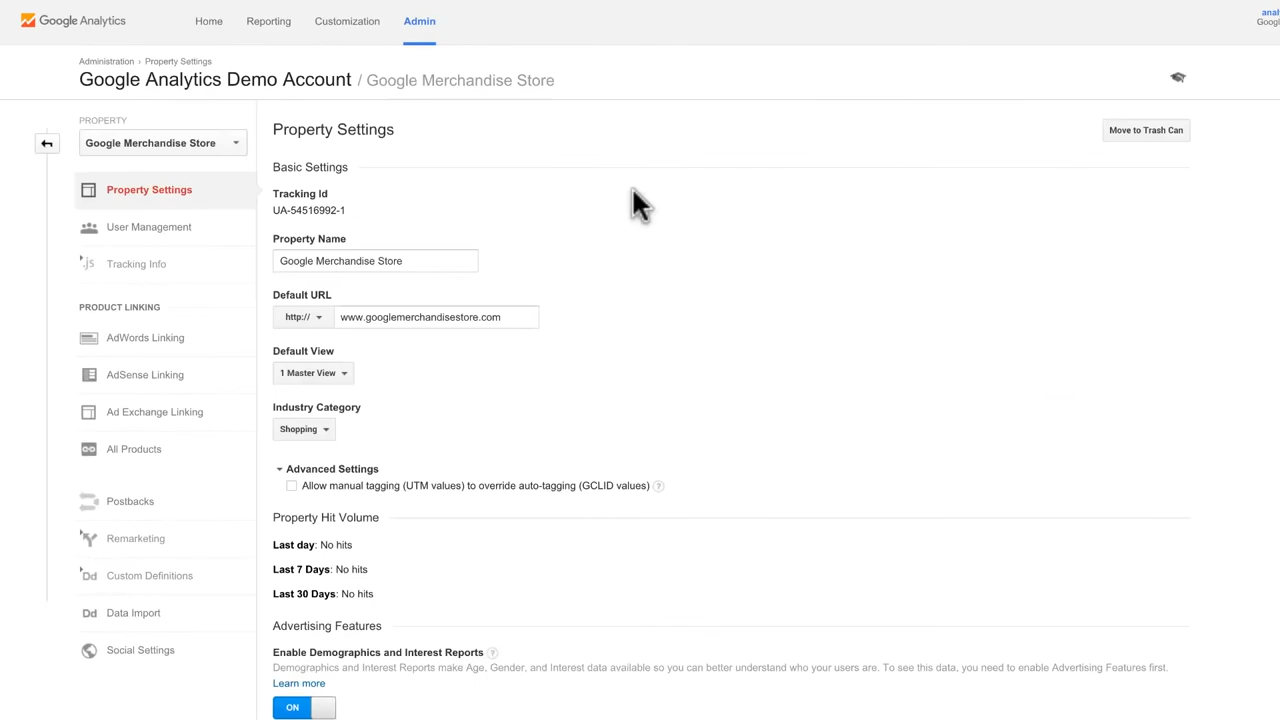 Google Analytics
Home Reporting Customization Admin
Administration › Property Settings
Google Analytics Demo Account / Google Merchandise Store
PROPERTY
Google Merchandise Store
Property Settings
User Management
.js Tracking Info
PRODUCT LINKING
AdWords Linking
AdSense Linking
Ad Exchange Linking
All Products
Postbacks
Remarketing
Dd Custom Definitions
Dd Data Import
Social Settings
Property Settings
Move to Trash Can
Basic Settings
Tracking Id
UA-54516992-1
Property Name
Google Merchandise Store
Default URL
http:// www.googlemerchandisestore.com
Default View
1 Master View
Industry Category
Shopping
Advanced Settings
Allow manual tagging (UTM values) to override auto-tagging (GCLID values) ?
Property Hit Volume
Last day: No hits
Last 7 Days: No hits
Last 30 Days: No hits
Advertising Features
Enable Demographics and Interest Reports ?
Demographics and Interest Reports make Age, Gender, and Interest data available so you can better understand who your users are. To see this data, you need to enable Advertising Features first.
Learn more
ON